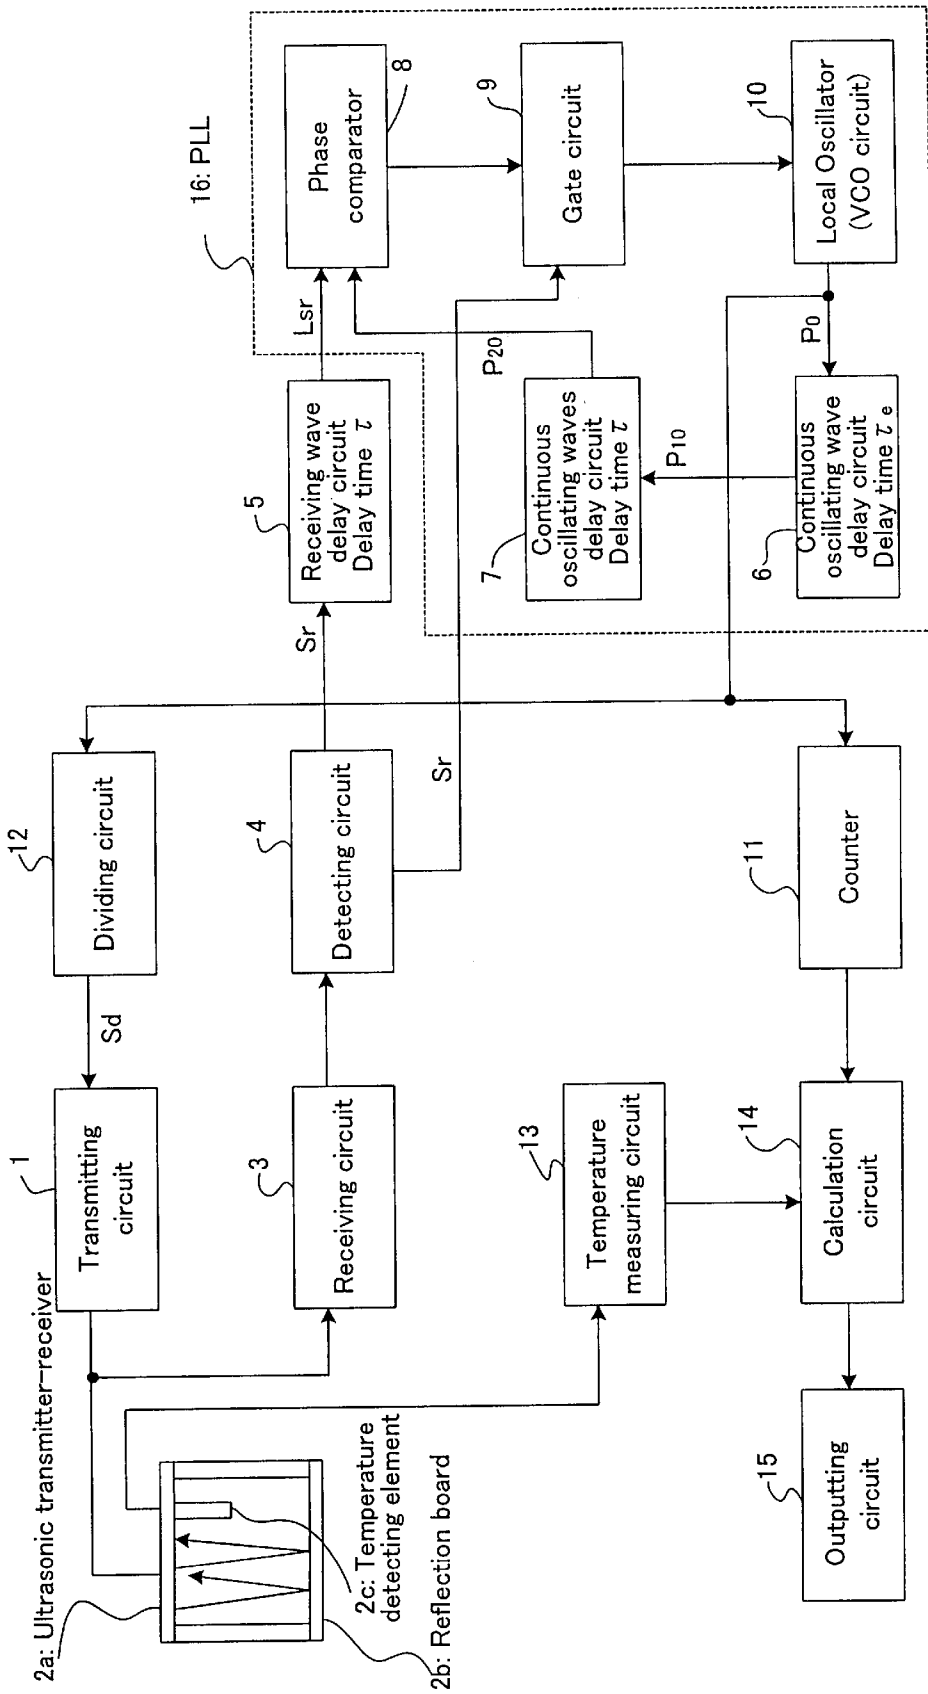 16: PLL
12
Dividing circuit
Sd
1
Transmitting
circuit
2a: Ultrasonic transmitter-receiver
2c: Temperature
detecting element
2b: Reflection board
3
Receiving circuit
4
Detecting circuit
Sr
Sr
5
Receiving wave
delay circuit
Delay time τ
Lsr
Phase
comparator
8
P20
7
Continuous
oscillating waves
delay circuit
Delay time τ
P10
9
Gate circuit
10
Local Oscillator
(VCO circuit)
P0
6
Continuous
oscillating wave
delay circuit
Delay time τe
11
Counter
13
Temperature
measuring circuit
14
Calculation
circuit
15
Outputting
circuit